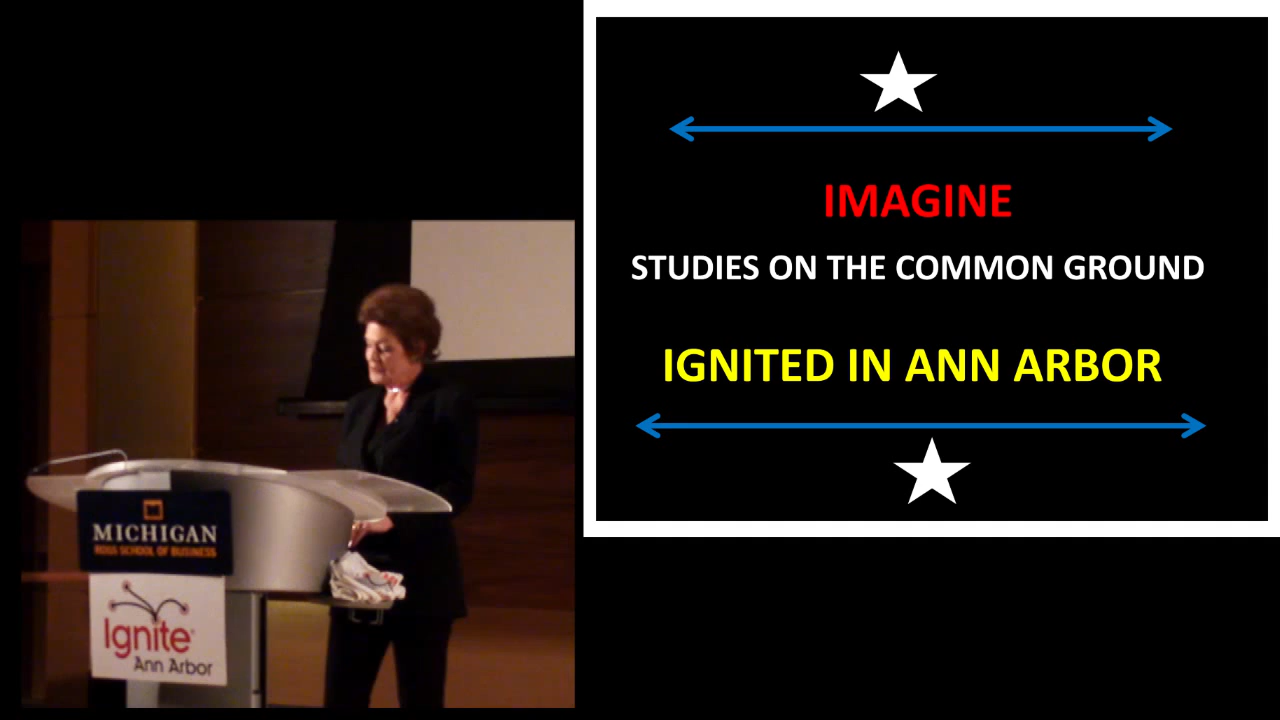 IMAGINE
STUDIES ON THE COMMON GROUND
IGNITED IN ANN ARBOR
MICHIGAN
ROSS SCHOOL OF BUSINESS
Ignite
Ann Arbor